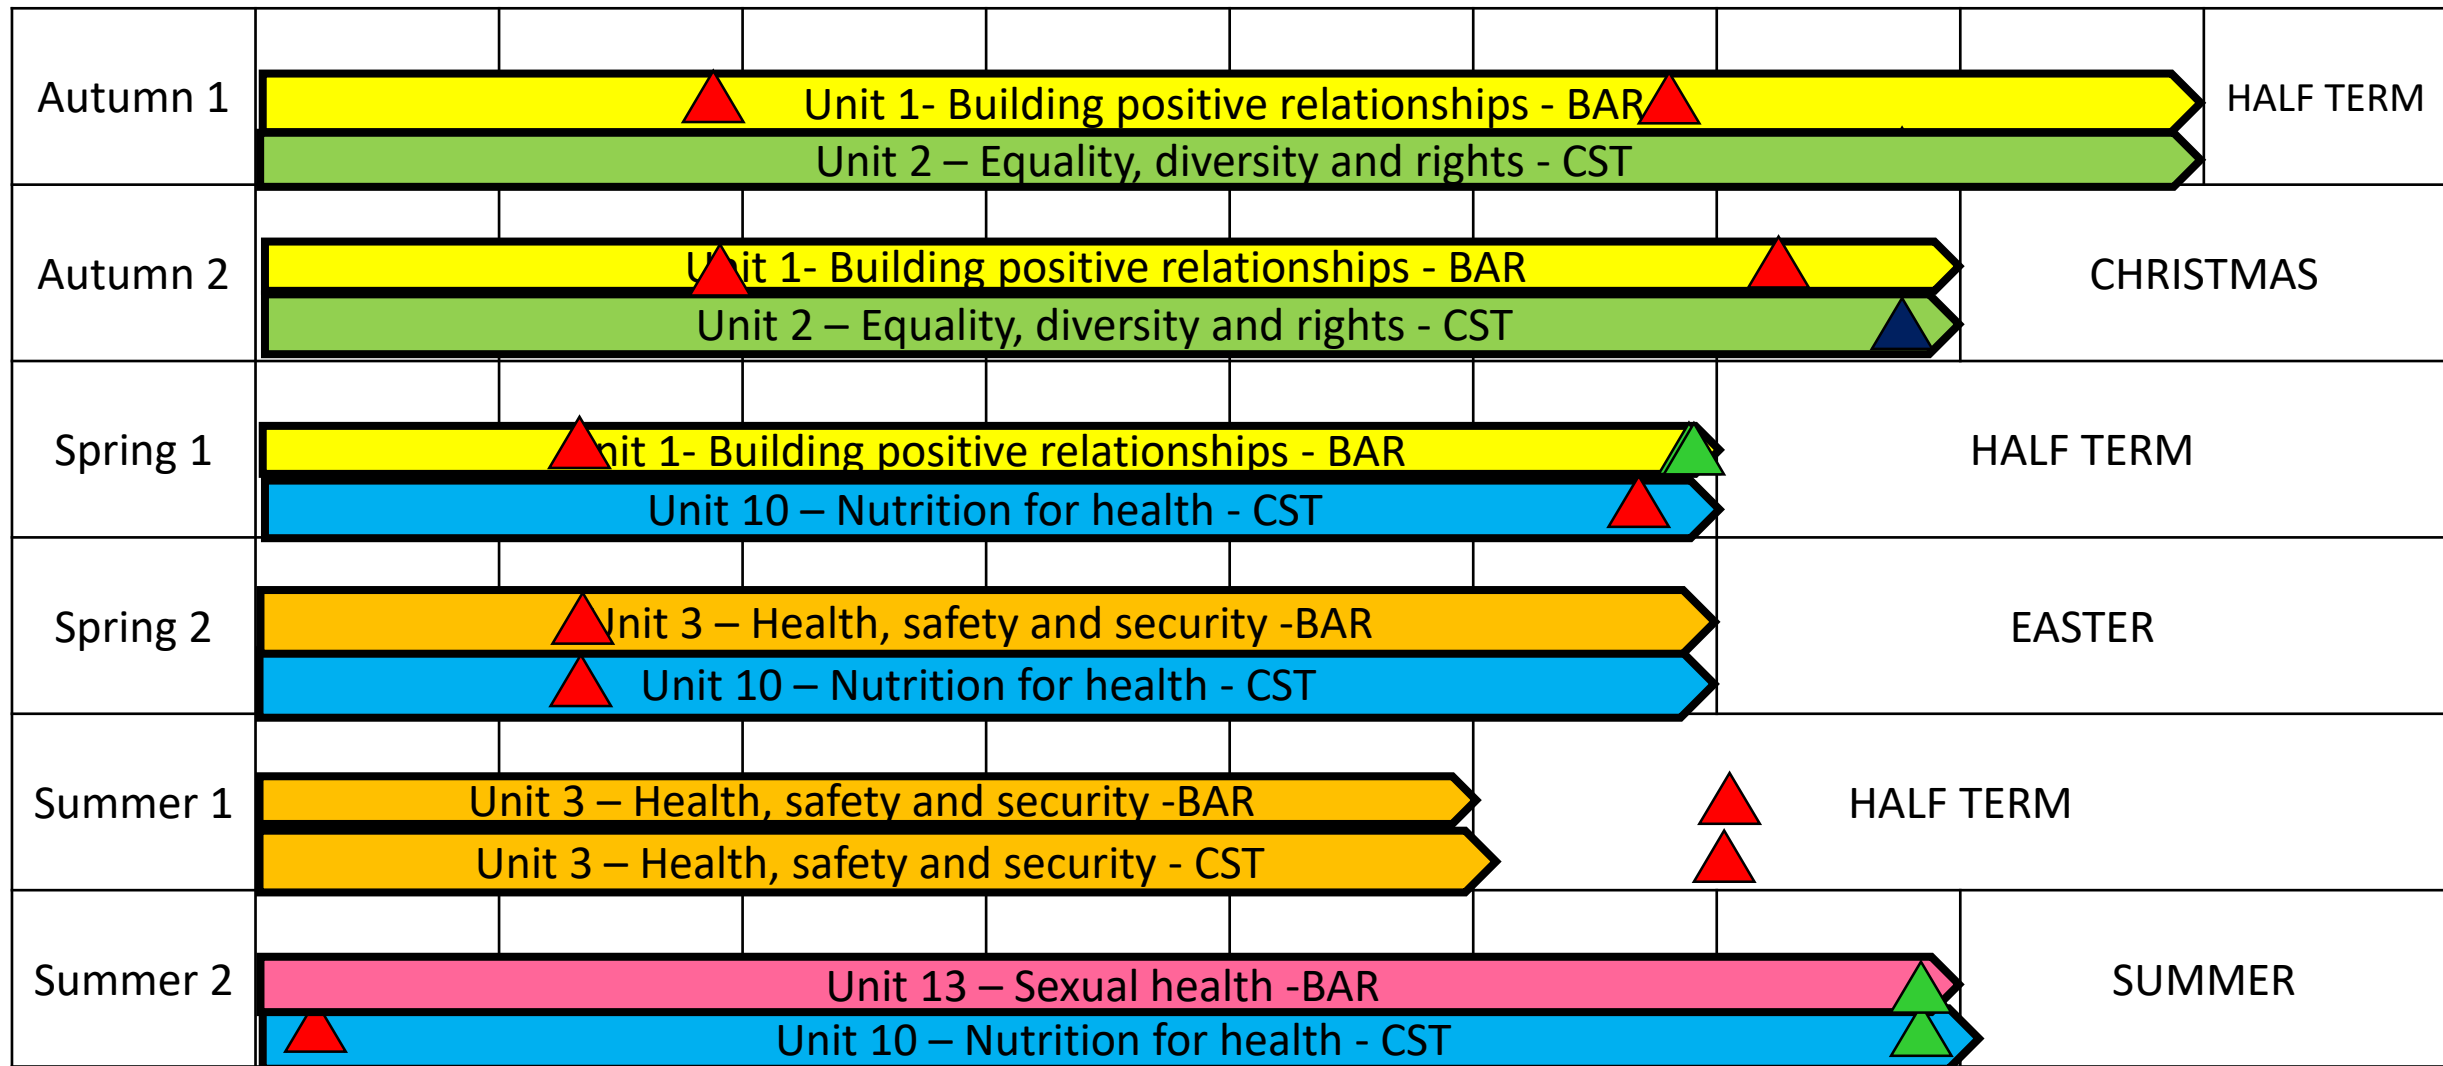 Autumn 1
Unit 1- Building positive relationships - BAR
HALF TERM
Unit 2 – Equality, diversity and rights - CST
Autumn 2
Unit 1- Building positive relationships - BAR
CHRISTMAS
Unit 2 – Equality, diversity and rights - CST
Spring 1
Unit 1- Building positive relationships - BAR
HALF TERM
Unit 10 – Nutrition for health - CST
Spring 2
Unit 3 – Health, safety and security -BAR
EASTER
Unit 10 – Nutrition for health - CST
Summer 1
Unit 3 – Health, safety and security -BAR
HALF TERM
Unit 3 – Health, safety and security - CST
Summer 2
Unit 13 – Sexual health -BAR
SUMMER
Unit 10 – Nutrition for health - CST